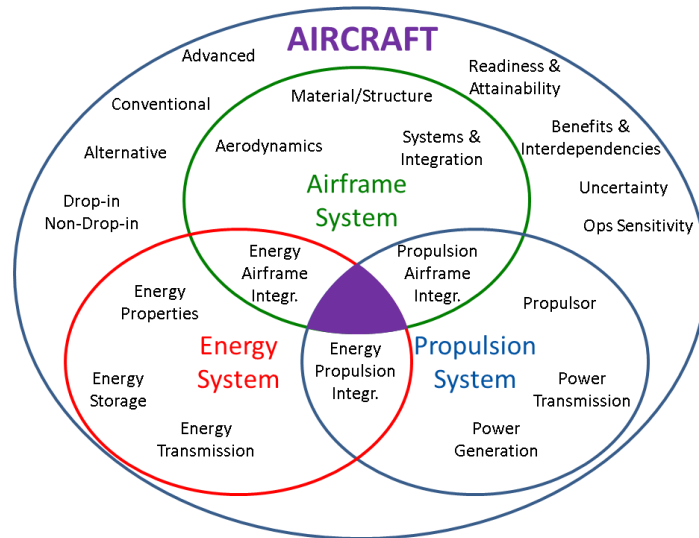 AIRCRAFT
Advanced
Conventional
Alternative
Drop-in
Non-Drop-in
Readiness &
Attainability
Benefits &
Interdependencies
Uncertainty
Ops Sensitivity
Material/Structure
Aerodynamics
Systems &
Integration
Airframe
System
Energy
Airframe
Integr.
Propulsion
Airframe
Integr.
Energy
Properties
Energy
System
Energy
Storage
Energy
Transmission
Energy
Propulsion
Integr.
Propulsor
Propulsion
System
Power
Transmission
Power
Generation